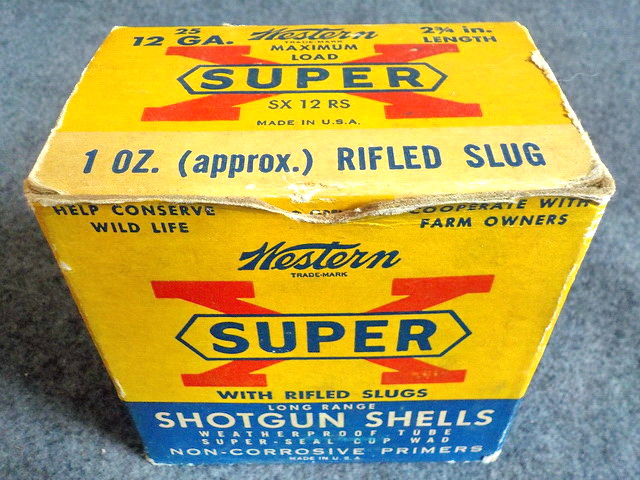 25
12 GA.
Western
TRADE-MARK
MAXIMUM
LOAD
2¾ in.
LENGTH
SUPER X
SX 12 RS
MADE IN U.S.A.
1 OZ. (approx.) RIFLED SLUG
HELP CONSERVE
WILD LIFE
COOPERATE WITH
FARM OWNERS
Western
TRADE-MARK
SUPER X
WITH RIFLED SLUGS
LONG RANGE
SHOTGUN SHELLS
WEATHERPROOF TUBE
SUPER-SEAL CUP WAD
NON-CORROSIVE PRIMERS
MADE IN U.S.A.